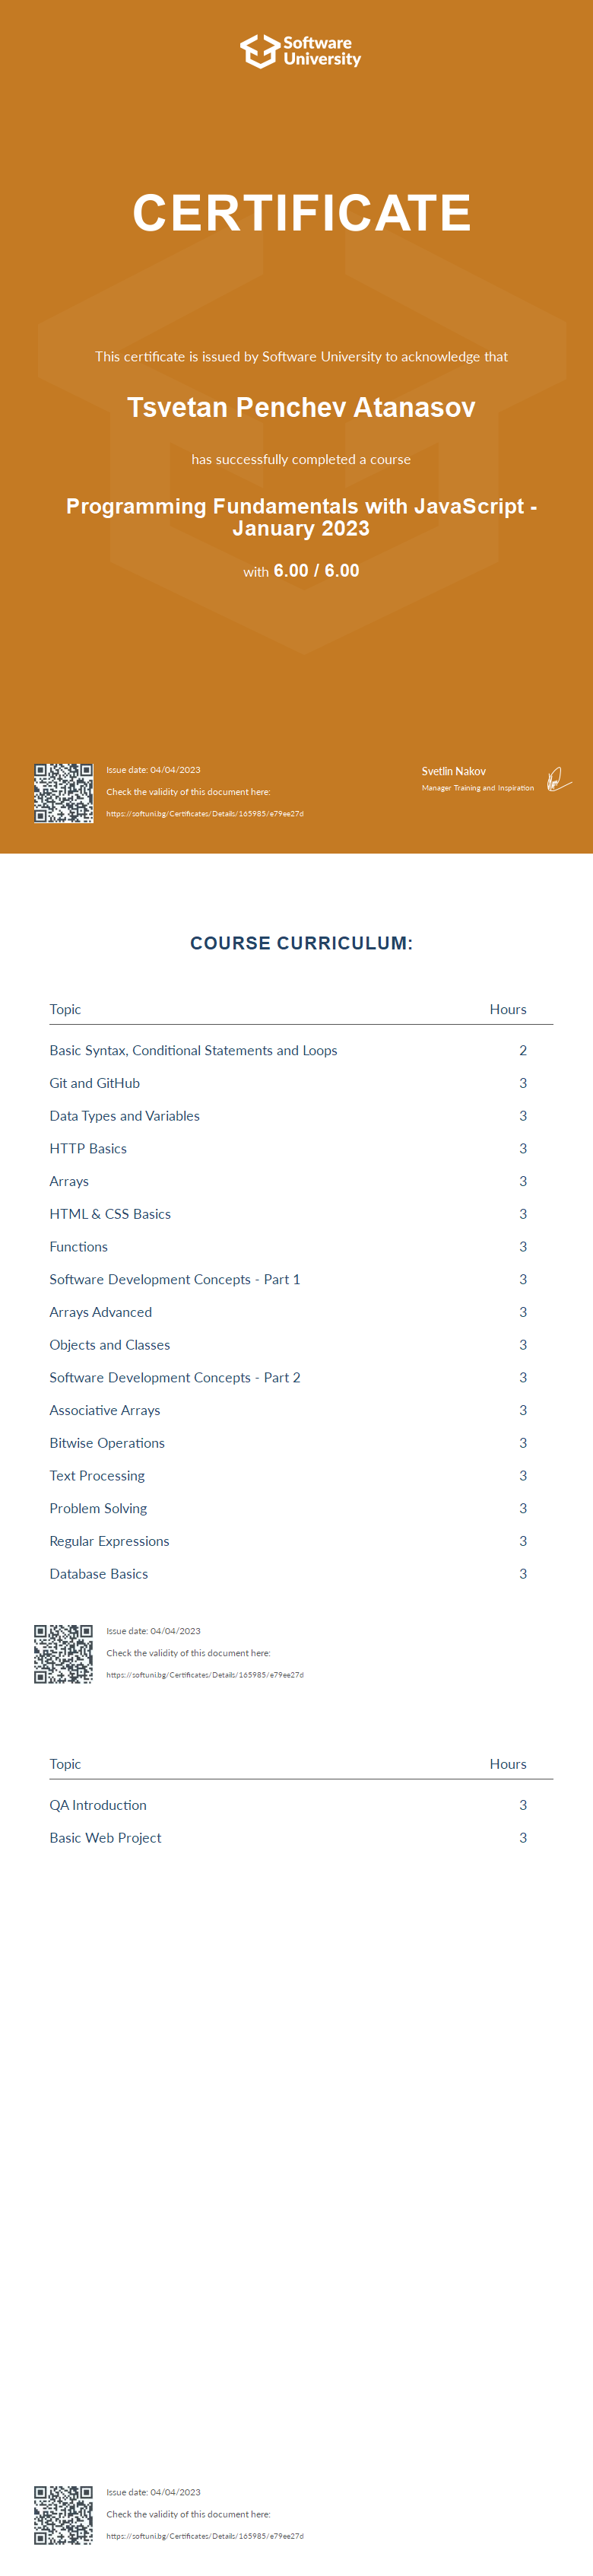 Software
University
CERTIFICATE
This certificate is issued by Software University to acknowledge that
Tsvetan Penchev Atanasov
has successfully completed a course
Programming Fundamentals with JavaScript -
January 2023
with 6.00 / 6.00
Issue date: 04/04/2023
Check the validity of this document here:
https://softuni.bg/Certificates/Details/165985/e79ee27d
Svetlin Nakov
Manager Training and Inspiration
COURSE CURRICULUM:
Topic Hours
Basic Syntax, Conditional Statements and Loops 2
Git and GitHub 3
Data Types and Variables 3
HTTP Basics 3
Arrays 3
HTML & CSS Basics 3
Functions 3
Software Development Concepts - Part 1 3
Arrays Advanced 3
Objects and Classes 3
Software Development Concepts - Part 2 3
Associative Arrays 3
Bitwise Operations 3
Text Processing 3
Problem Solving 3
Regular Expressions 3
Database Basics 3
Issue date: 04/04/2023
Check the validity of this document here:
https://softuni.bg/Certificates/Details/165985/e79ee27d
Topic Hours
QA Introduction 3
Basic Web Project 3
Issue date: 04/04/2023
Check the validity of this document here:
https://softuni.bg/Certificates/Details/165985/e79ee27d